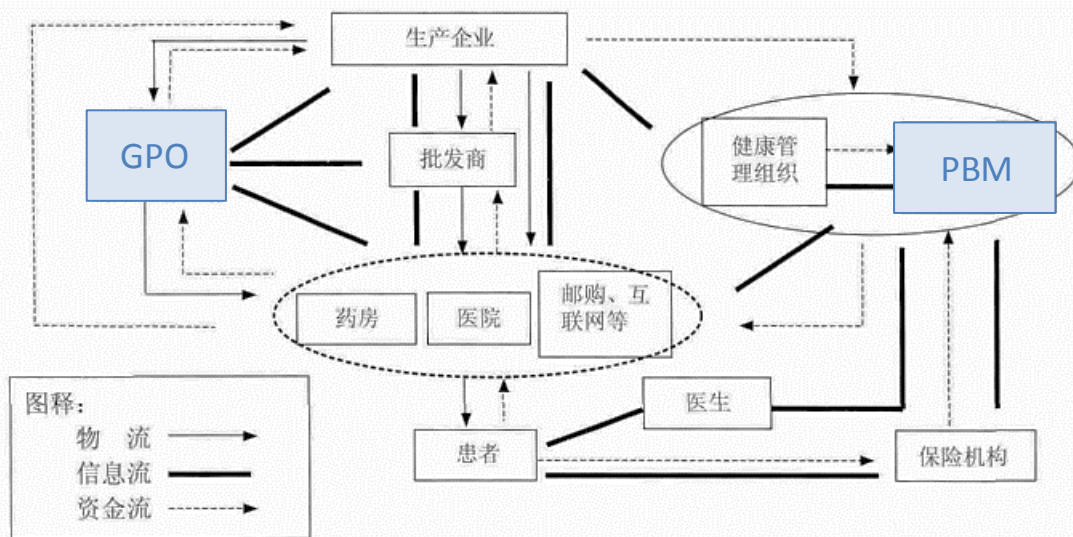 生产企业
GPO
批发商
健康管
理组织
PBM
药房
医院
邮购、互
联网等
图释：
物 流
信息流
资金流
医生
患者
保险机构